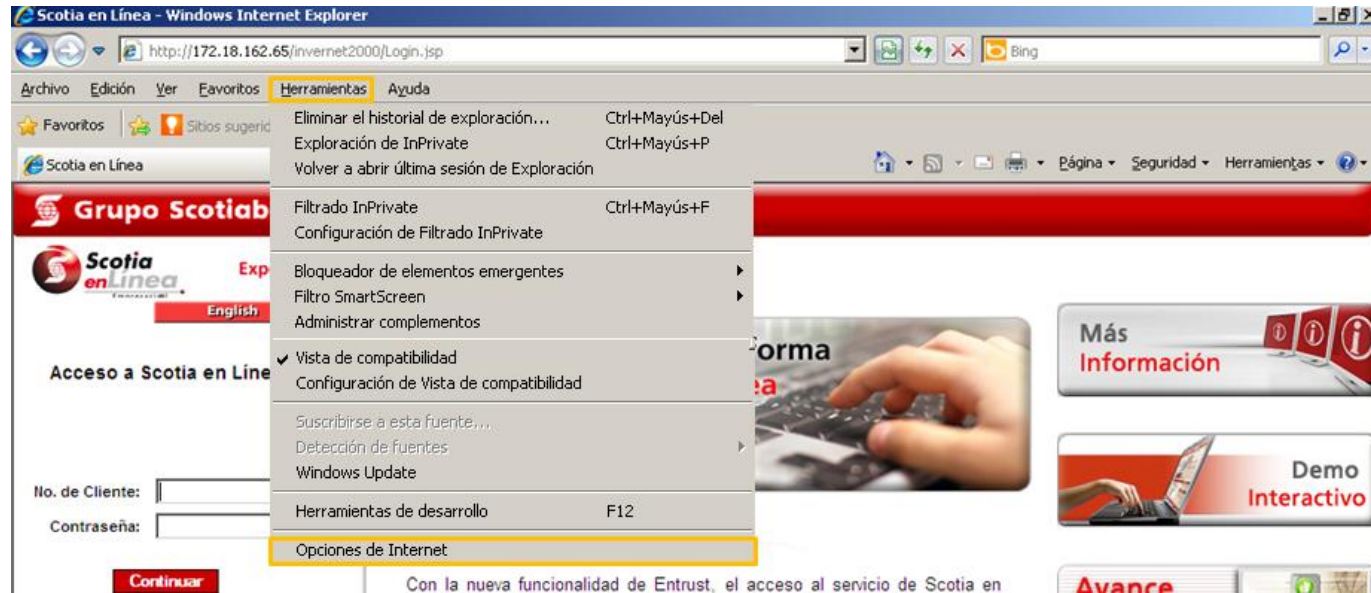 Scotia en Línea - Windows Internet Explorer
http://172.18.162.65/invernet2000/Login.jsp
Bing
Archivo Edición Ver Favoritos Herramientas Ayuda
Favoritos Sitios sugerid
Scotia en Línea
Página Seguridad Herramientas
Eliminar el historial de exploración... Ctrl+Mayús+Del
Exploración de InPrivate Ctrl+Mayús+P
Volver a abrir última sesión de Exploración
Filtrado InPrivate Ctrl+Mayús+F
Configuración de Filtrado InPrivate
Bloqueador de elementos emergentes
Filtro SmartScreen
Administrar complementos
Vista de compatibilidad
Configuración de Vista de compatibilidad
Suscribirse a esta fuente...
Detección de fuentes
Windows Update
Herramientas de desarrollo F12
Opciones de Internet
Grupo Scotiab
Scotia
enLínea
Exp
English
Acceso a Scotia en Líne
No. de Cliente:
Contraseña:
Continuar
orma
ea
Con la nueva funcionalidad de Entrust, el acceso al servicio de Scotia en
Más
Información
Demo
Interactivo
Avance